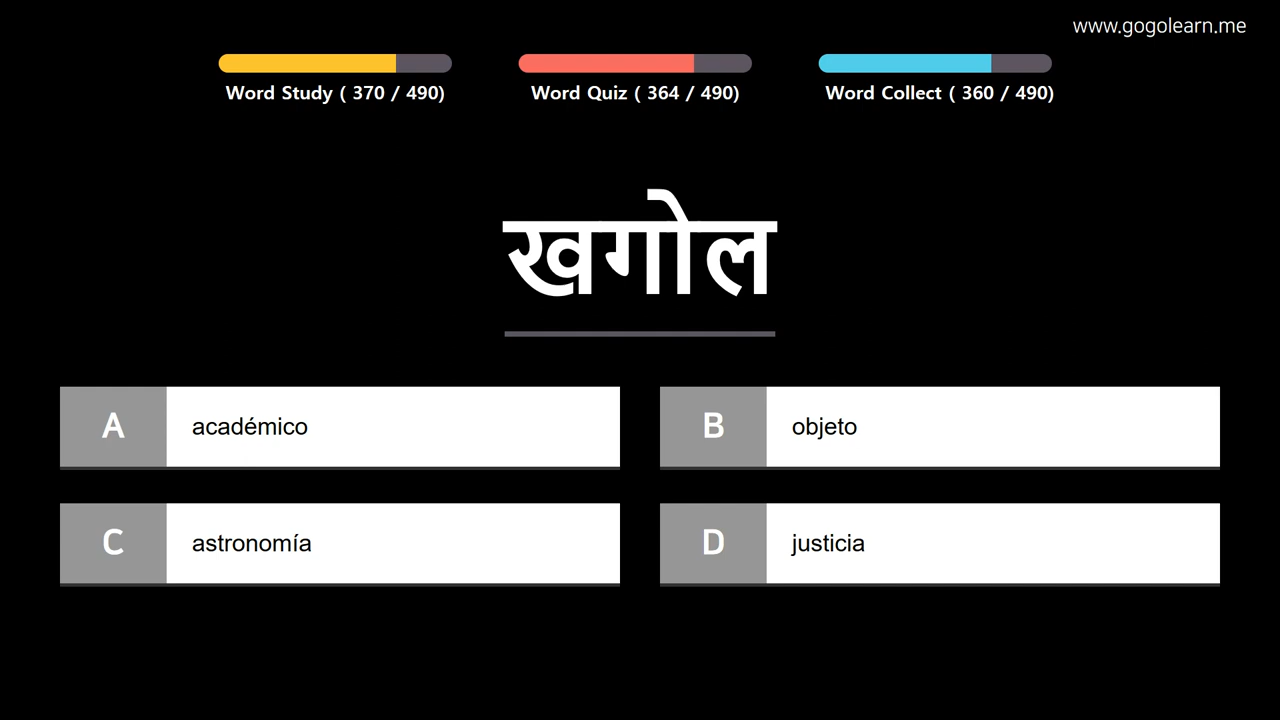 www.gogolearn.me
Word Study ( 370 / 490)
Word Quiz ( 364 / 490)
Word Collect ( 360 / 490)
खगोल
A académico
B objeto
C astronomía
D justicia